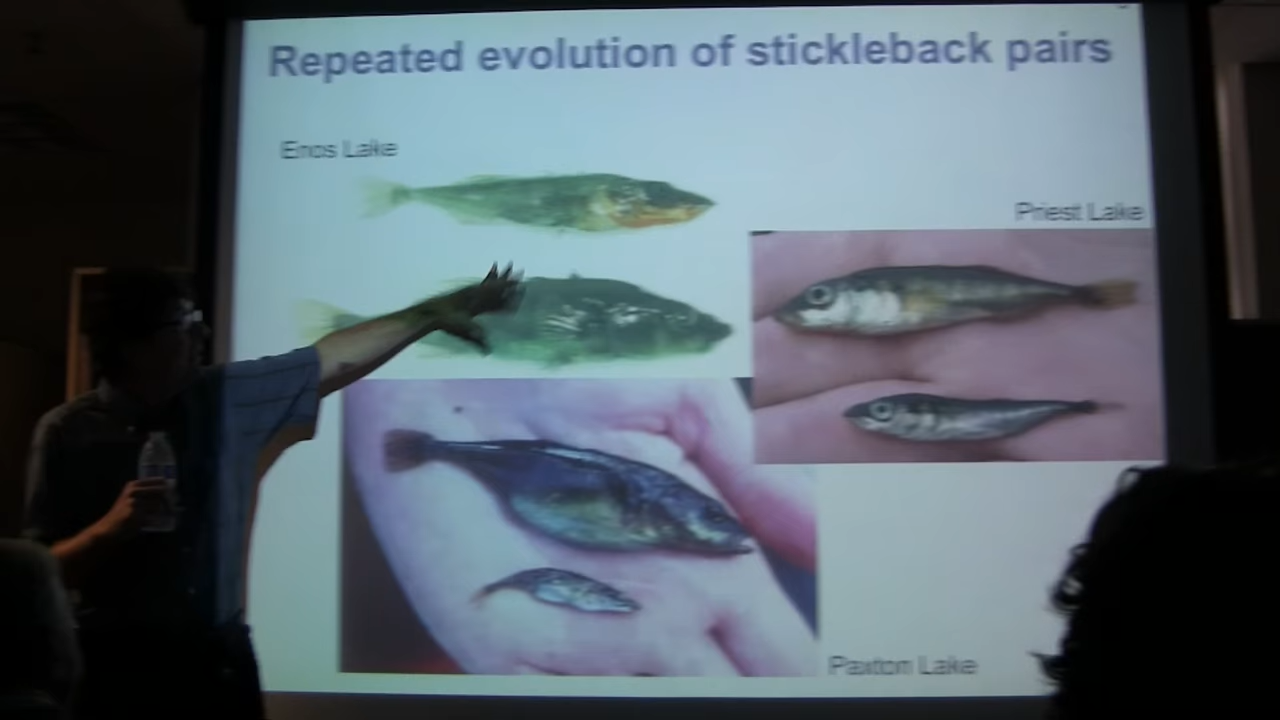 Repeated evolution of stickleback pairs
Enos Lake
Priest Lake
Paxton Lake